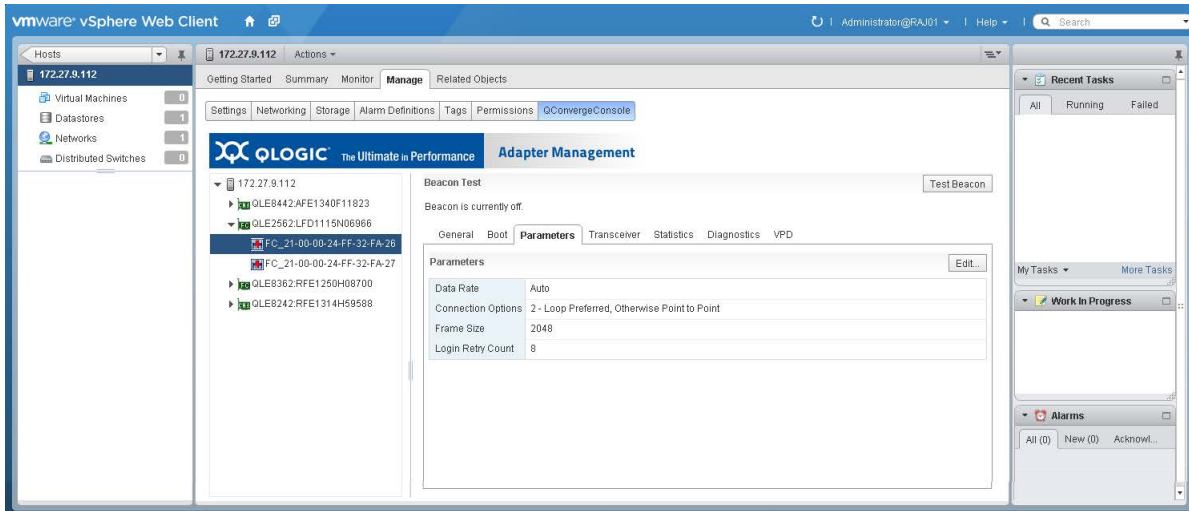 vmware vSphere Web Client
Administrator@RAJ01
Help
Search
Hosts
172.27.9.112
Virtual Machines 0
Datastores 1
Networks 1
Distributed Switches 0
172.27.9.112 Actions
Getting Started Summary Monitor Manage Related Objects
Settings Networking Storage Alarm Definitions Tags Permissions QConvergeConsole
QLOGIC The Ultimate in Performance Adapter Management
172.27.9.112
QLE8442:AFE1340F11823
QLE2562:LFD1115N06966
FC_21-00-00-24-FF-32-FA-26
FC_21-00-00-24-FF-32-FA-27
QLE8362:RFE1250H08700
QLE8242:RFE1314H59588
Beacon Test Test Beacon
Beacon is currently off.
General Boot Parameters Transceiver Statistics Diagnostics VPD
Parameters Edit...
Data Rate Auto
Connection Options 2 - Loop Preferred, Otherwise Point to Point
Frame Size 2048
Login Retry Count 8
Recent Tasks
All Running Failed
My Tasks More Tasks
Work In Progress
Alarms
All (0) New (0) Acknowl...